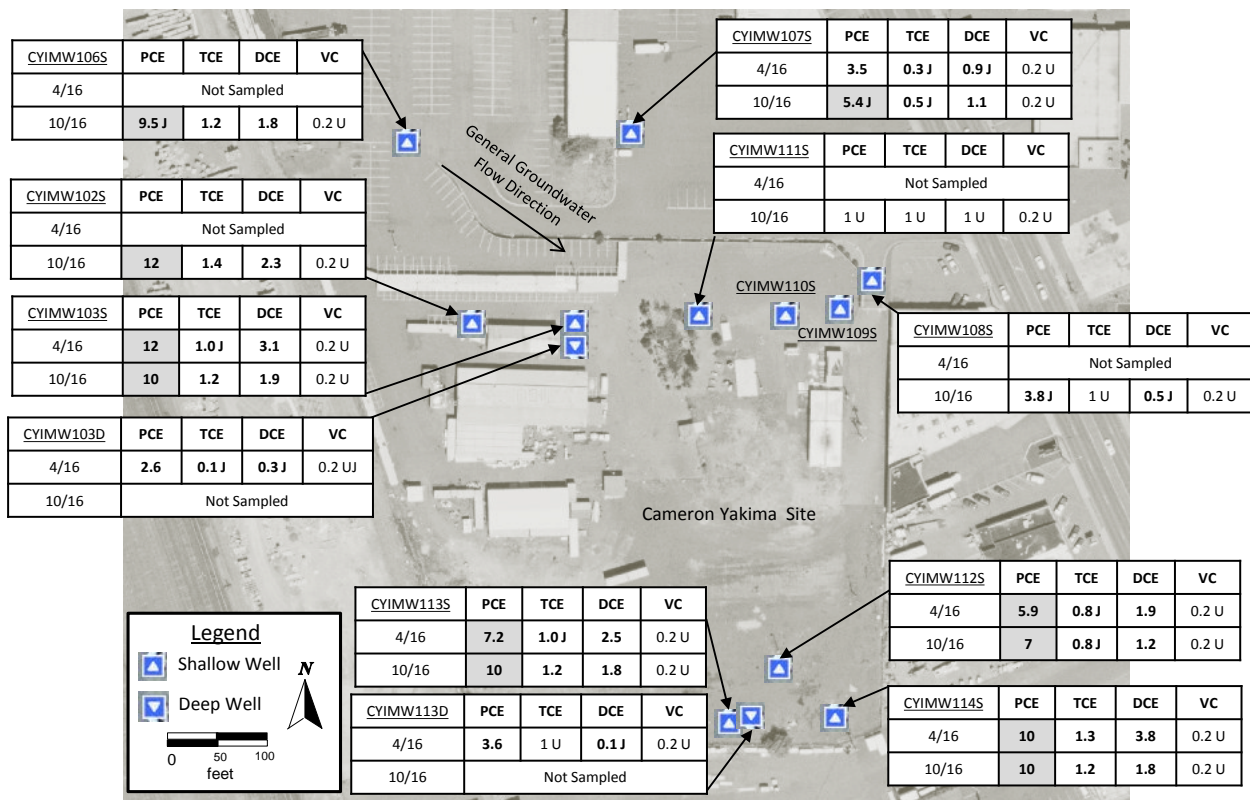 CYIMW106S PCE TCE DCE VC
4/16 Not Sampled
10/16 9.5 J 1.2 1.8 0.2 U
CYIMW107S PCE TCE DCE VC
4/16 3.5 0.3 J 0.9 J 0.2 U
10/16 5.4 J 0.5 J 1.1 0.2 U
CYIMW111S PCE TCE DCE VC
4/16 Not Sampled
10/16 1 U 1 U 1 U 0.2 U
General Groundwater
Flow Direction
CYIMW102S PCE TCE DCE VC
4/16 Not Sampled
10/16 12 1.4 2.3 0.2 U
CYIMW103S PCE TCE DCE VC
4/16 12 1.0 J 3.1 0.2 U
10/16 10 1.2 1.9 0.2 U
CYIMW110S
CYIMW109S
CYIMW108S PCE TCE DCE VC
4/16 Not Sampled
10/16 3.8 J 1 U 0.5 J 0.2 U
CYIMW103D PCE TCE DCE VC
4/16 2.6 0.1 J 0.3 J 0.2 UJ
10/16 Not Sampled
Cameron Yakima Site
CYIMW112S PCE TCE DCE VC
4/16 5.9 0.8 J 1.9 0.2 U
10/16 7 0.8 J 1.2 0.2 U
CYIMW113S PCE TCE DCE VC
4/16 7.2 1.0 J 2.5 0.2 U
10/16 10 1.2 1.8 0.2 U
CYIMW113D PCE TCE DCE VC
4/16 3.6 1 U 0.1 J 0.2 U
10/16 Not Sampled
CYIMW114S PCE TCE DCE VC
4/16 10 1.3 3.8 0.2 U
10/16 10 1.2 1.8 0.2 U
Legend
Shallow Well
Deep Well
N
0 50 100
feet